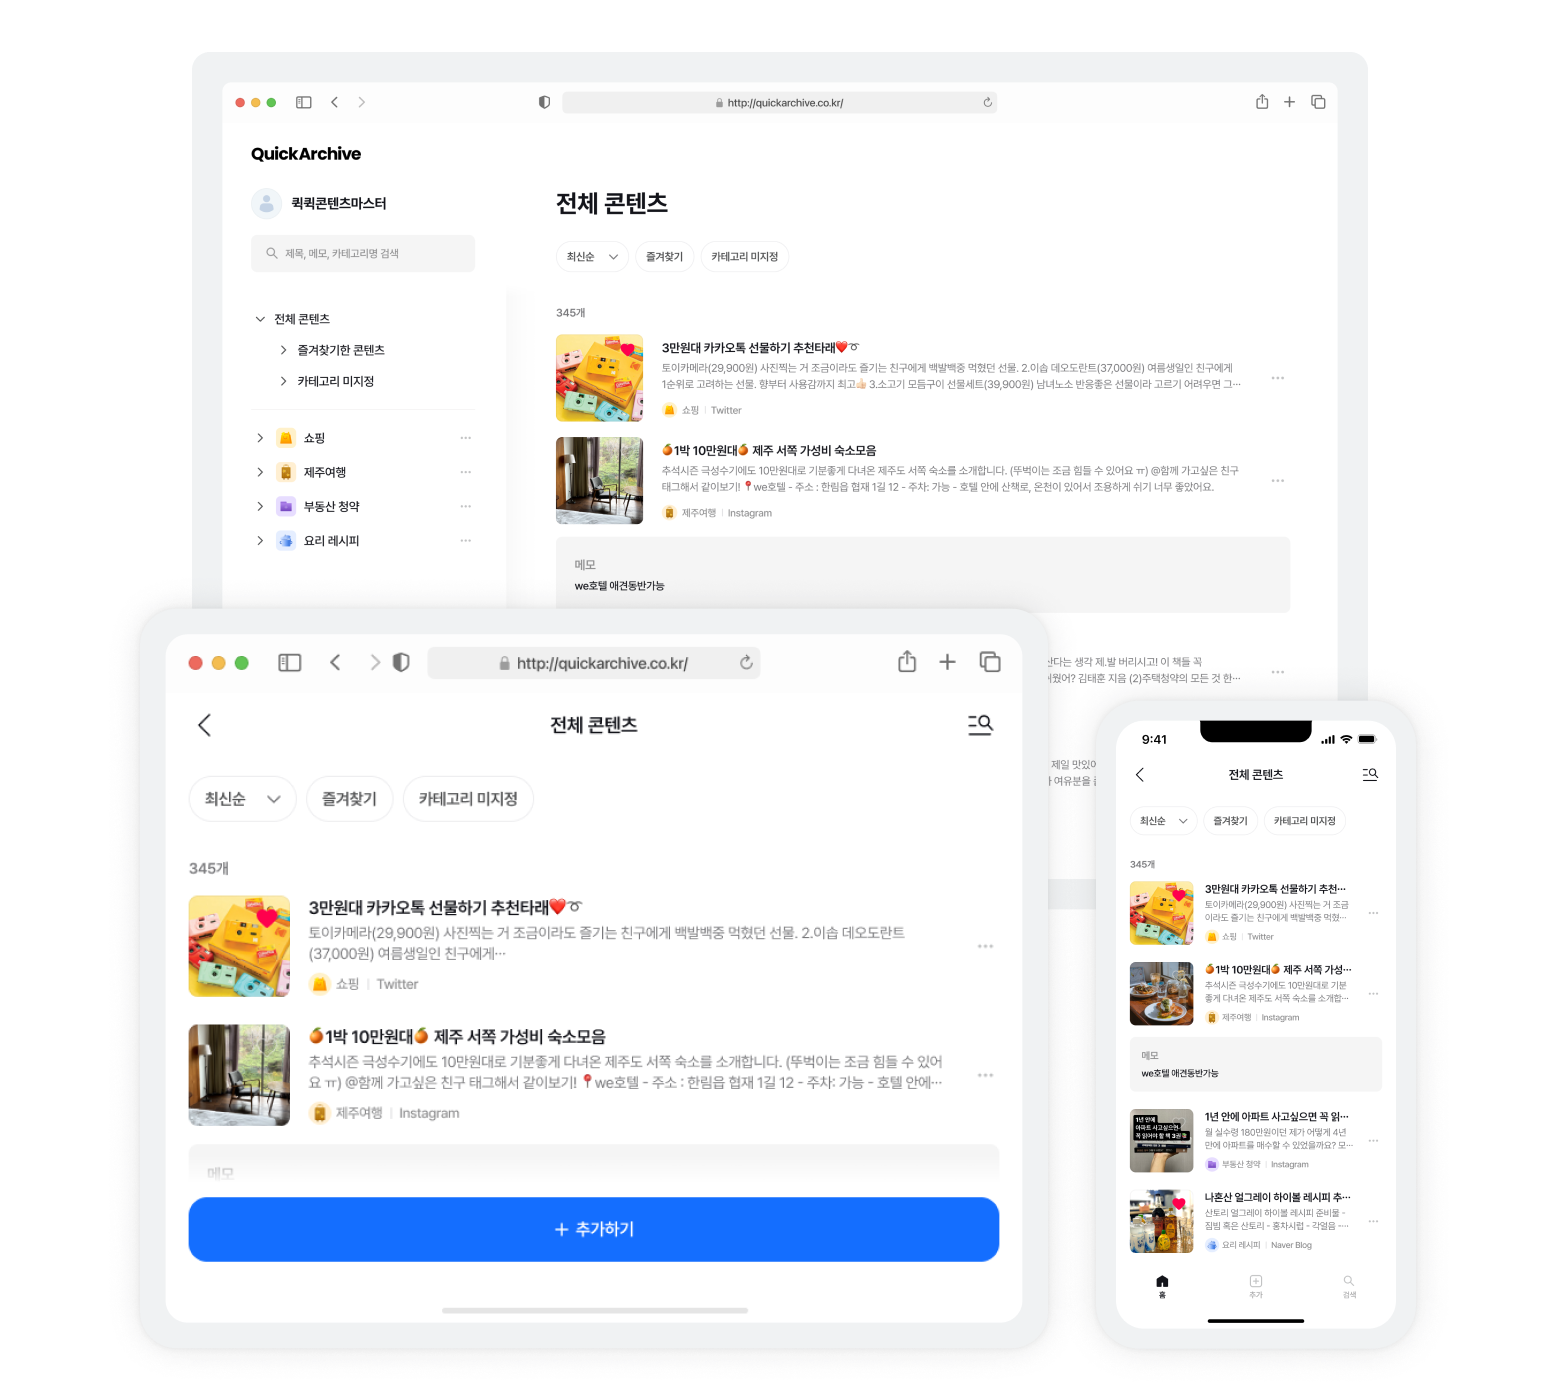 http://quickarchive.co.kr/
QuickArchive
퀵퀵콘텐츠마스터
제목, 메모, 카테고리명 검색
전체 콘텐츠
즐겨찾기한 콘텐츠
카테고리 미지정
쇼핑
제주여행
부동산 청약
요리 레시피
전체 콘텐츠
최신순
즐겨찾기
카테고리 미지정
345개
3만원대 카카오톡 선물하기 추천타래❤️➰
토이카메라(29,900원) 사진찍는 거 조금이라도 즐기는 친구에게 백발백중 먹혔던 선물. 2.이솝 데오도란트(37,000원) 여름생일인 친구에게
1순위로 고려하는 선물. 향부터 사용감까지 최고👍🏻 3.소고기 모듬구이 선물세트(39,900원) 남녀노소 반응좋은 선물이라 고르기 어려우면 그···
쇼핑 | Twitter
🍊1박 10만원대🍊 제주 서쪽 가성비 숙소모음
추석시즌 극성수기에도 10만원대로 기분좋게 다녀온 제주도 서쪽 숙소를 소개합니다. (뚜벅이는 조금 힘들 수 있어요 ㅠ) @함께 가고싶은 친구
태그해서 같이보기! 📍we호텔 - 주소 : 한림읍 협재 1길 12 - 주차: 가능 - 호텔 안에 산책로, 온천이 있어서 조용하게 쉬기 너무 좋았어요.
제주여행 | Instagram
메모
we호텔 애견동반가능
산다는 생각 제.발 버리시고! 이 책들 꼭
김태훈 지음 (2)주택청약의 모든 것 한···
제일 맛있어
여유분을
http://quickarchive.co.kr/
전체 콘텐츠
최신순
즐겨찾기
카테고리 미지정
345개
3만원대 카카오톡 선물하기 추천타래❤️➰
토이카메라(29,900원) 사진찍는 거 조금이라도 즐기는 친구에게 백발백중 먹혔던 선물. 2.이솝 데오도란트
(37,000원) 여름생일인 친구에게···
쇼핑 | Twitter
🍊1박 10만원대🍊 제주 서쪽 가성비 숙소모음
추석시즌 극성수기에도 10만원대로 기분좋게 다녀온 제주도 서쪽 숙소를 소개합니다. (뚜벅이는 조금 힘들 수 있어
요 ㅠ) @함께 가고싶은 친구 태그해서 같이보기! 📍we호텔 - 주소 : 한림읍 협재 1길 12 - 주차: 가능 - 호텔 안에···
제주여행 | Instagram
메모
+ 추가하기
9:41
전체 콘텐츠
최신순
즐겨찾기
카테고리 미지정
345개
3만원대 카카오톡 선물하기 추천···
토이카메라(29,900원) 사진찍는 거 조금
이라도 즐기는 친구에게 백발백중 먹혔···
쇼핑 | Twitter
🍊1박 10만원대🍊 제주 서쪽 가성···
추석시즌 극성수기에도 10만원대로 기분
좋게 다녀온 제주도 서쪽 숙소를 소개합···
제주여행 | Instagram
메모
we호텔 애견동반가능
1년 안에
아파트 사고싶으면
꼭 읽어야 할 책 3권
1년 안에 아파트 사고싶으면 꼭 읽···
월 실수령 180만원이던 제가 어떻게 4년
만에 아파트를 매수할 수 있었을까요? 모···
부동산 청약 | Instagram
나혼산 얼그레이 하이볼 레시피 추···
산토리 얼그레이 하이볼 레시피 준비물 -
짐빔 혹은 산토리 - 홍차시럽 - 각얼음 -···
요리 레시피 | Naver Blog
홈
추가
검색